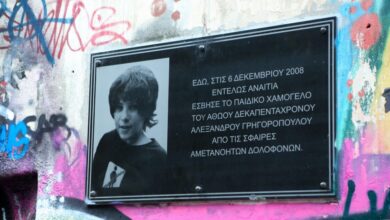 ΕΔΩ, ΣΤΙΣ 6 ΔΕΚΕΜΒΡΙΟΥ 2008
ΕΝΤΕΛΩΣ ΑΝΑΙΤΙΑ
ΕΣΒΗΣΕ ΤΟ ΠΑΙΔΙΚΟ ΧΑΜΟΓΕΛΟ
ΤΟΥ ΑΘΩΟΥ ΔΕΚΑΠΕΝΤΑΧΡΟΝΟΥ
ΑΛΕΞΑΝΔΡΟΥ ΓΡΗΓΟΡΟΠΟΥΛΟΥ
ΑΠΟ ΤΙΣ ΣΦΑΙΡΕΣ
ΑΜΕΤΑΝΟΗΤΩΝ ΔΟΛΟΦΟΝΩΝ.